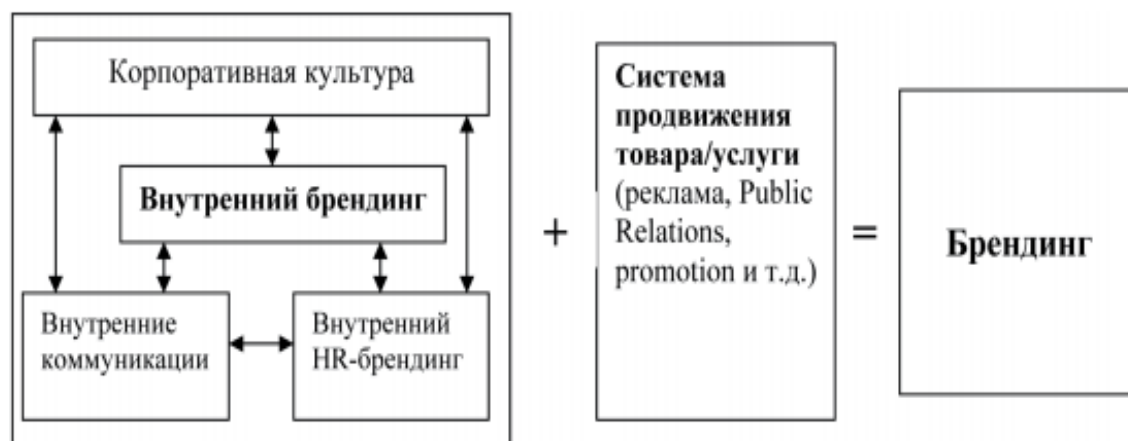 Корпоративная культура
Внутренний брендинг
Внутренние
коммуникации
Внутренний
HR-брендинг
+
Система
продвижения
товара/услуги
(реклама, Public
Relations,
promotion и т.д.)
=
Брендинг